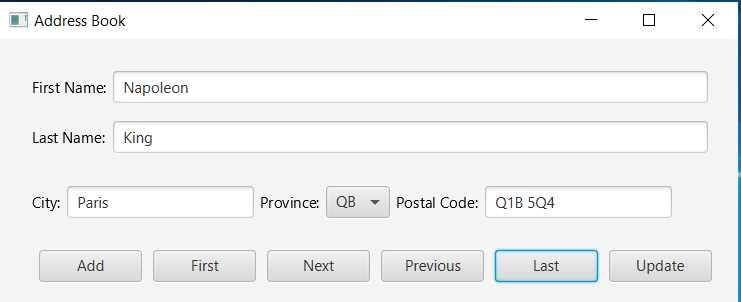 Address Book
First Name: Napoleon
Last Name: King
City: Paris Province: QB Postal Code: Q1B 5Q4
Add First Next Previous Last Update